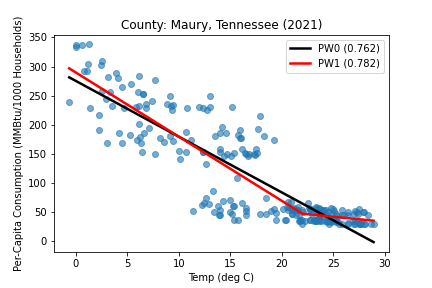 County: Maury, Tennessee (2021)
PW0 (0.762)
PW1 (0.782)
Per-Capita Consumption (MMBtu/1000 Households)
350
300
250
200
150
100
50
0
0 5 10 15 20 25 30
Temp (deg C)